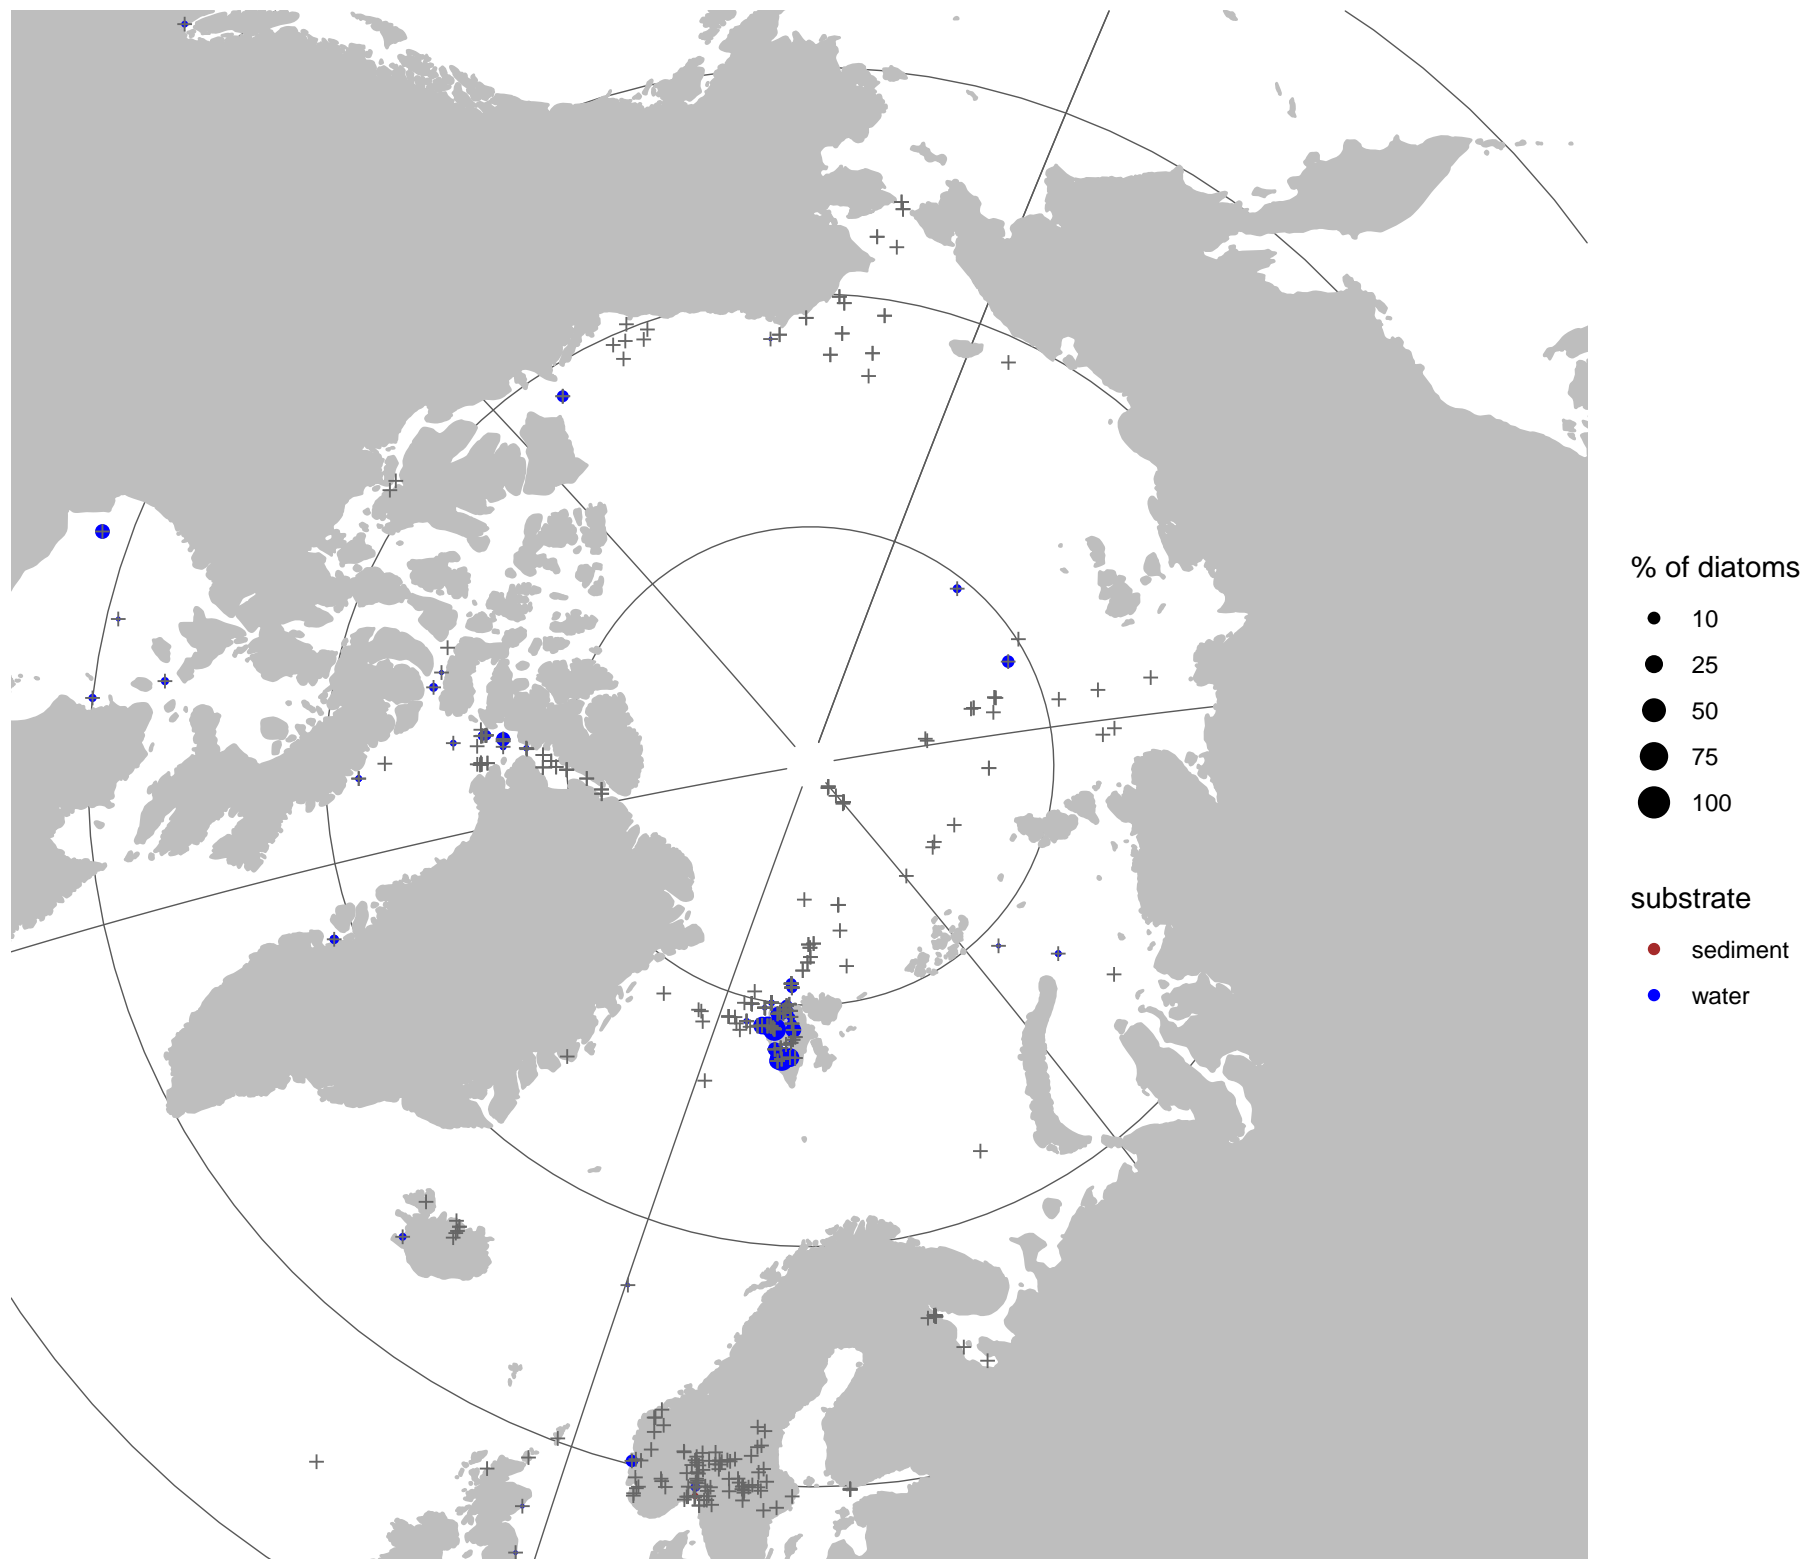 % of diatoms
10
25
50
75
100
substrate
sediment
water